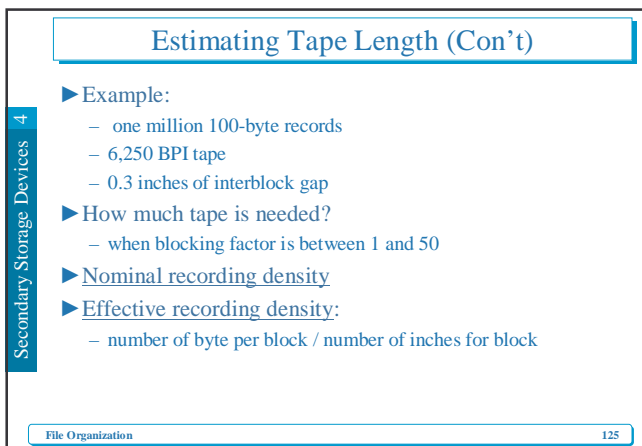 Estimating Tape Length (Con't)
4
Secondary Storage Devices
►Example:
– one million 100-byte records
– 6,250 BPI tape
– 0.3 inches of interblock gap
►How much tape is needed?
– when blocking factor is between 1 and 50
►Nominal recording density
►Effective recording density:
– number of byte per block / number of inches for block
File Organization 125